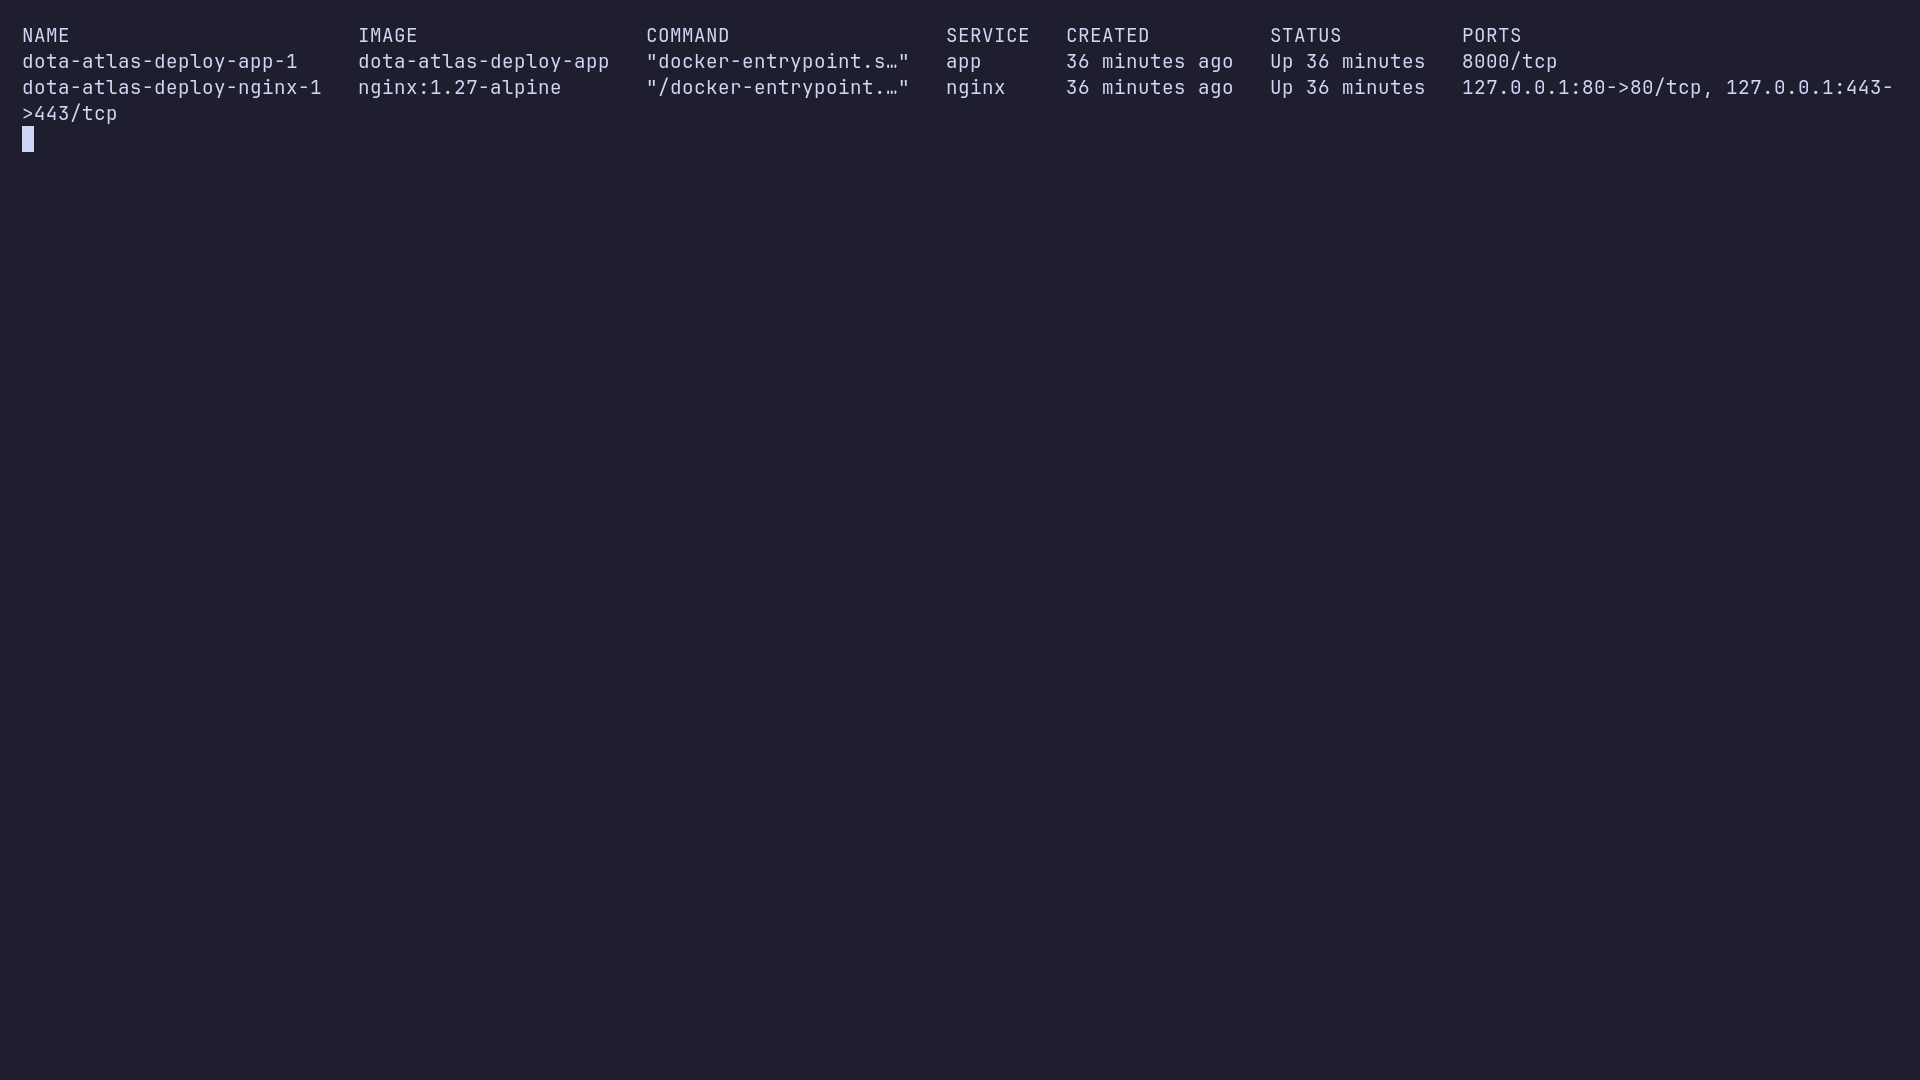 NAME                        IMAGE                   COMMAND                  SERVICE   CREATED          STATUS          PORTS
dota-atlas-deploy-app-1     dota-atlas-deploy-app   "docker-entrypoint.s…"   app       36 minutes ago   Up 36 minutes   8000/tcp
dota-atlas-deploy-nginx-1   nginx:1.27-alpine       "/docker-entrypoint.…"   nginx     36 minutes ago   Up 36 minutes   127.0.0.1:80->80/tcp, 127.0.0.1:443-
>443/tcp